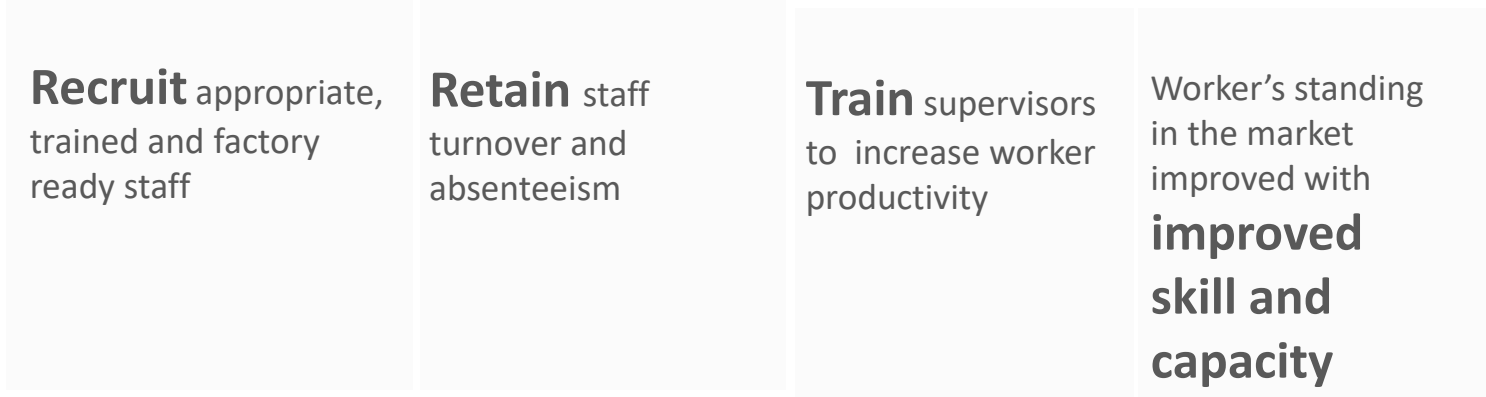 Recruit appropriate,
trained and factory
ready staff
Retain staff
turnover and
absenteeism
Train supervisors
to  increase worker
productivity
Worker’s standing
in the market
improved with
improved
skill and
capacity